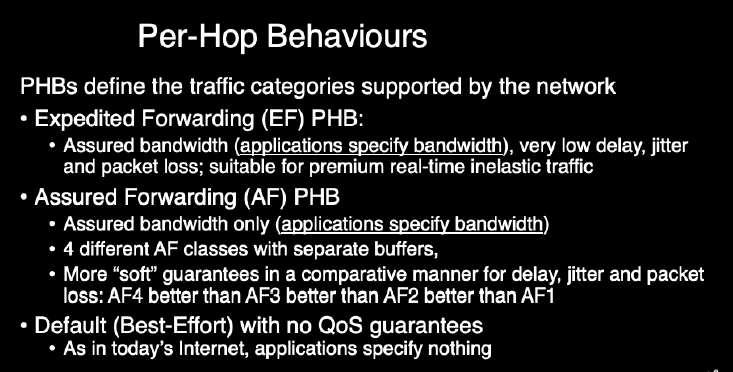 Per-Hop Behaviours
PHBs define the traffic categories supported by the network
• Expedited Forwarding (EF) PHB:
• Assured bandwidth (applications specify bandwidth), very low delay, jitter
and packet loss; suitable for premium real-time inelastic traffic
• Assured Forwarding (AF) PHB
• Assured bandwidth only (applications specify bandwidth)
• 4 different AF classes with separate buffers,
• More “soft” guarantees in a comparative manner for delay, jitter and packet
loss: AF4 better than AF3 better than AF2 better than AF1
• Default (Best-Effort) with no QoS guarantees
• As in today’s Internet, applications specify nothing